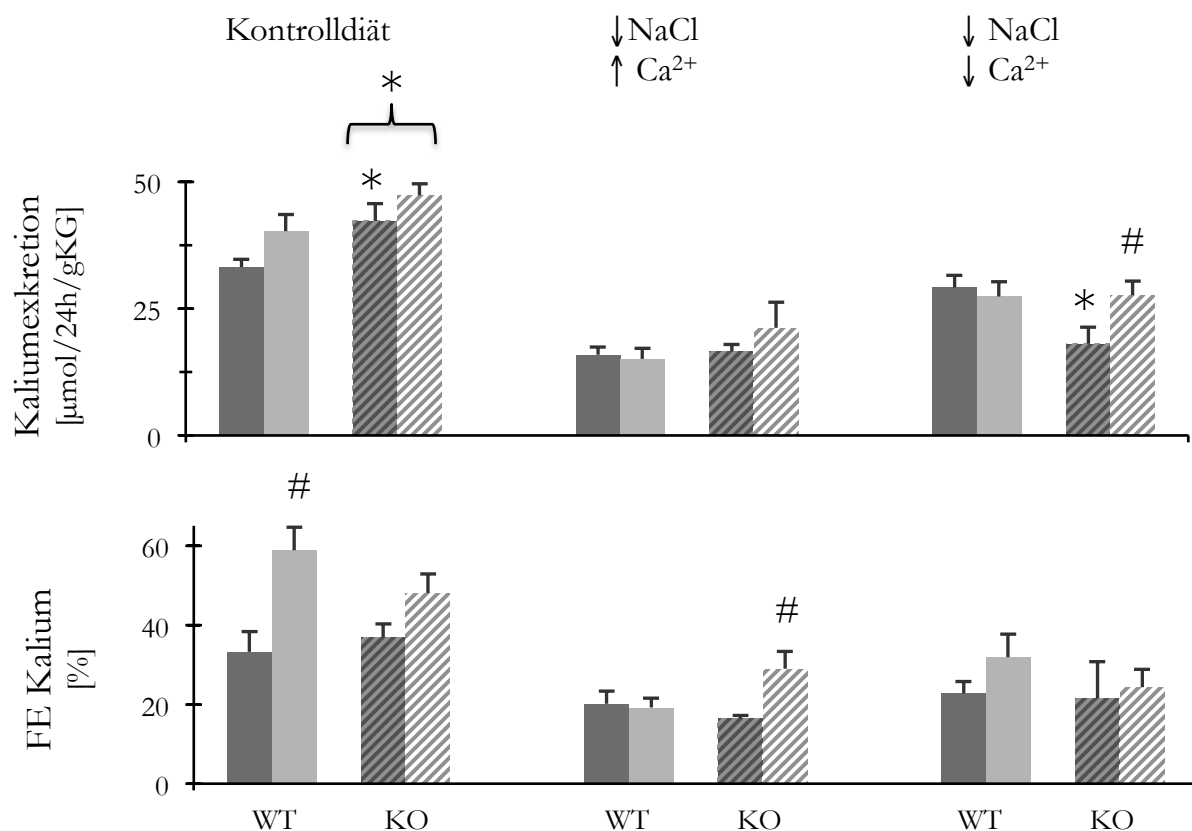 Kontrolldiät
↓NaCl
↑ Ca²⁺
↓ NaCl
↓ Ca²⁺
*
Kaliumexkretion
[µmol/24h/gKG]
50
25
0
*
*
#
FE Kalium
[%]
60
40
20
0
#
#
WT KO WT KO WT KO